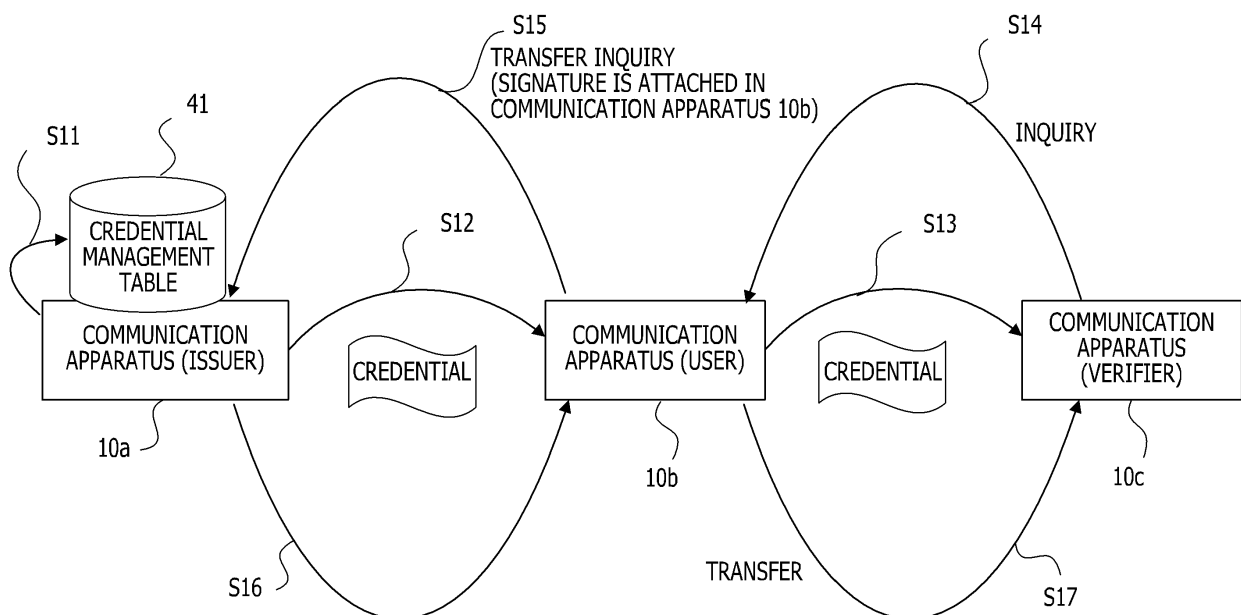 S15
S14
TRANSFER INQUIRY
(SIGNATURE IS ATTACHED IN
COMMUNICATION APPARATUS 10b)
41
S11
INQUIRY
CREDENTIAL
MANAGEMENT
TABLE
S12
S13
COMMUNICATION
APPARATUS (ISSUER)
CREDENTIAL
COMMUNICATION
APPARATUS (USER)
CREDENTIAL
COMMUNICATION
APPARATUS
(VERIFIER)
10a
10b
10c
S16
TRANSFER
S17